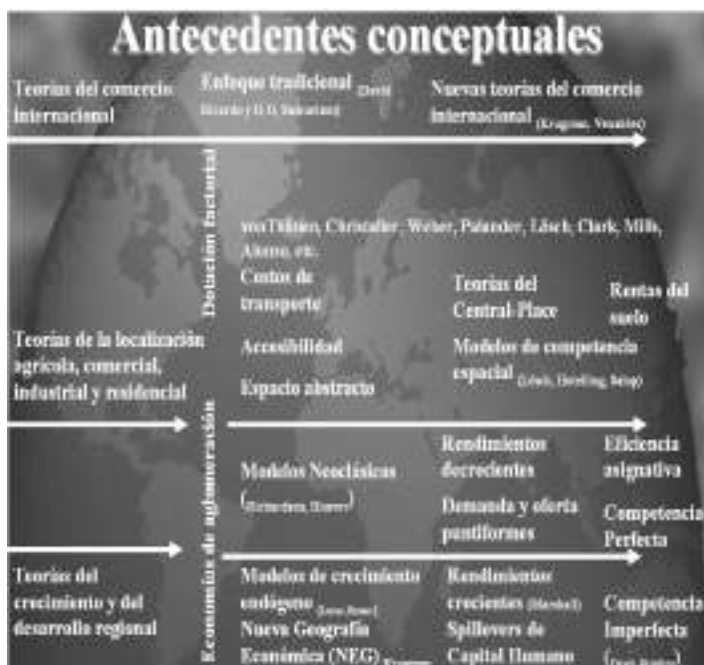 Antecedentes conceptuales
Teorías del comercio
internacional
Enfoque tradicional
Ricardo y H.O.
Nuevas teorías del comercio
internacional (Krugman, Venables)
Dotación factorial
von Thünen, Christaller, Weber, Palander, Lösch, Clark, Mills,
Alonso, etc.
Costos de
transporte
Teorías del
Central-Place
Rentas del
suelo
Teorías de la localización
agrícola, comercial,
industrial y residencial
Accesibilidad
Espacio abstracto
Modelos de competencia
espacial (Lösch, Hotelling,
Economías de aglomeración
Modelos Neoclásicos
(Richardson,
Rendimientos
decrecientes
Eficiencia
asignativa
Demanda y oferta
puntiformes
Competencia
Perfecta
Teorías del
crecimiento y del
desarrollo regional
Modelos de crecimiento
endógeno
Nueva Geografía
Económica (NEG)
Rendimientos
crecientes (Marshall)
Spillovers de
Capital Humano
Competencia
Imperfecta